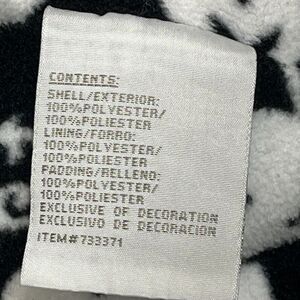 CONTENTS:
SHELL/EXTERIOR:
100%POLYESTER/
100%POLIESTER
LINING/FORRO:
100%POLYESTER/
100%POLIESTER
PADDING/RELLENO:
100%POLYESTER/
100%POLIESTER
EXCLUSIVE OF DECORATION
EXCLUSIVO DE DECORACION
ITEM#733371